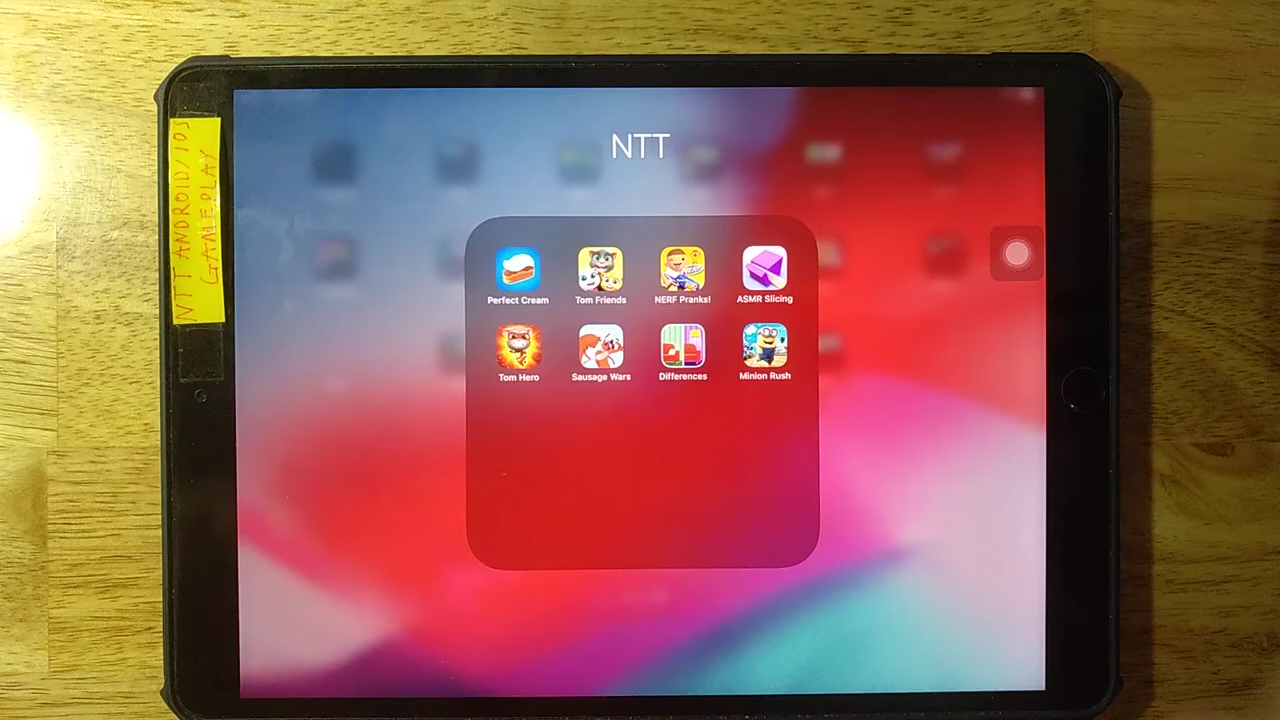 NTT ANDROID/IOS
GAMEPLAY
NTT
Perfect Cream
Tom Friends
NERF Pranks!
ASMR Slicing
Tom Hero
Sausage Wars
Differences
Minion Rush